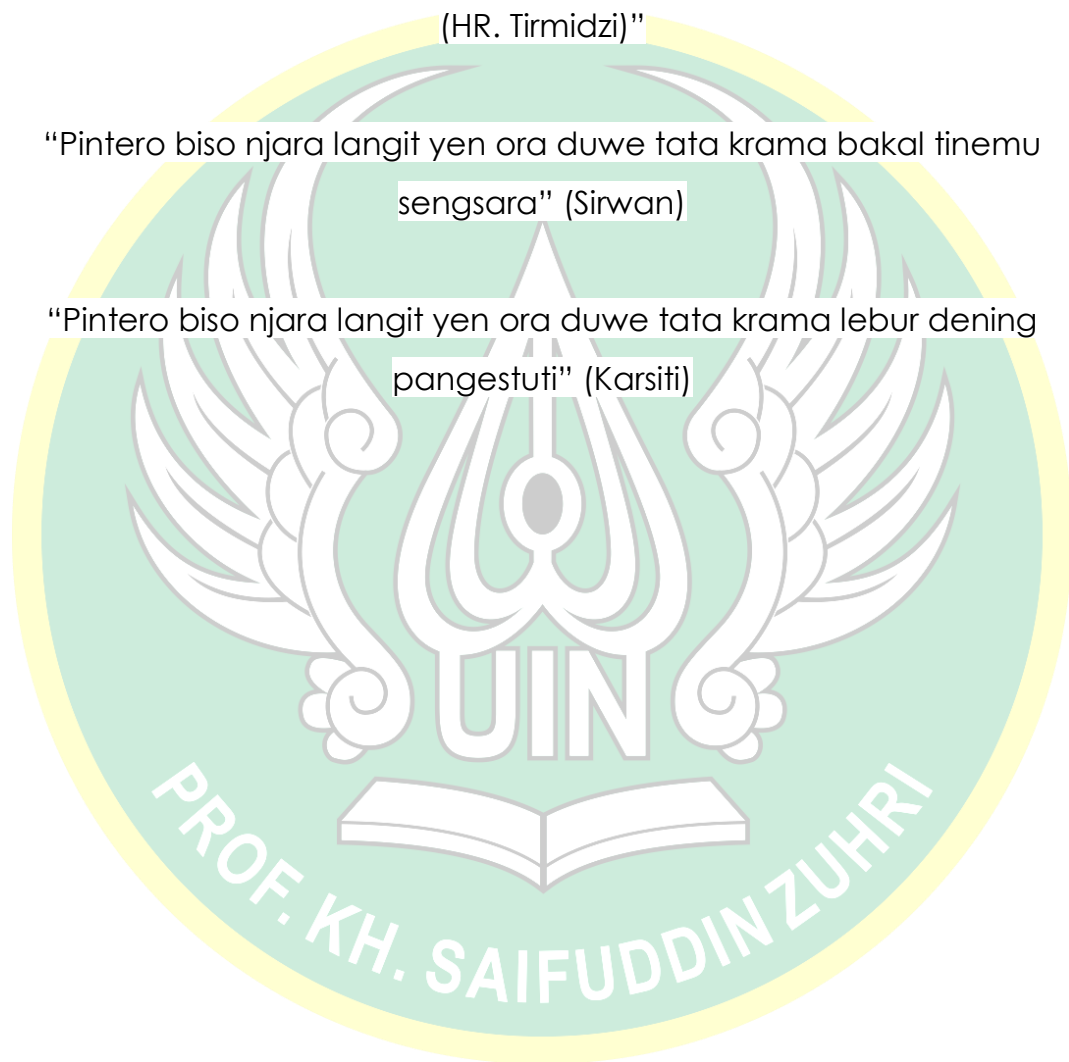 (HR. Tirmidzi)”
“Pintero biso njara langit yen ora duwe tata krama bakal tinemu
sengsara” (Sirwan)
“Pintero biso njara langit yen ora duwe tata krama lebur dening
pangestuti” (Karsiti)
UIN
PROF. KH. SAIFUDDIN ZUHRI